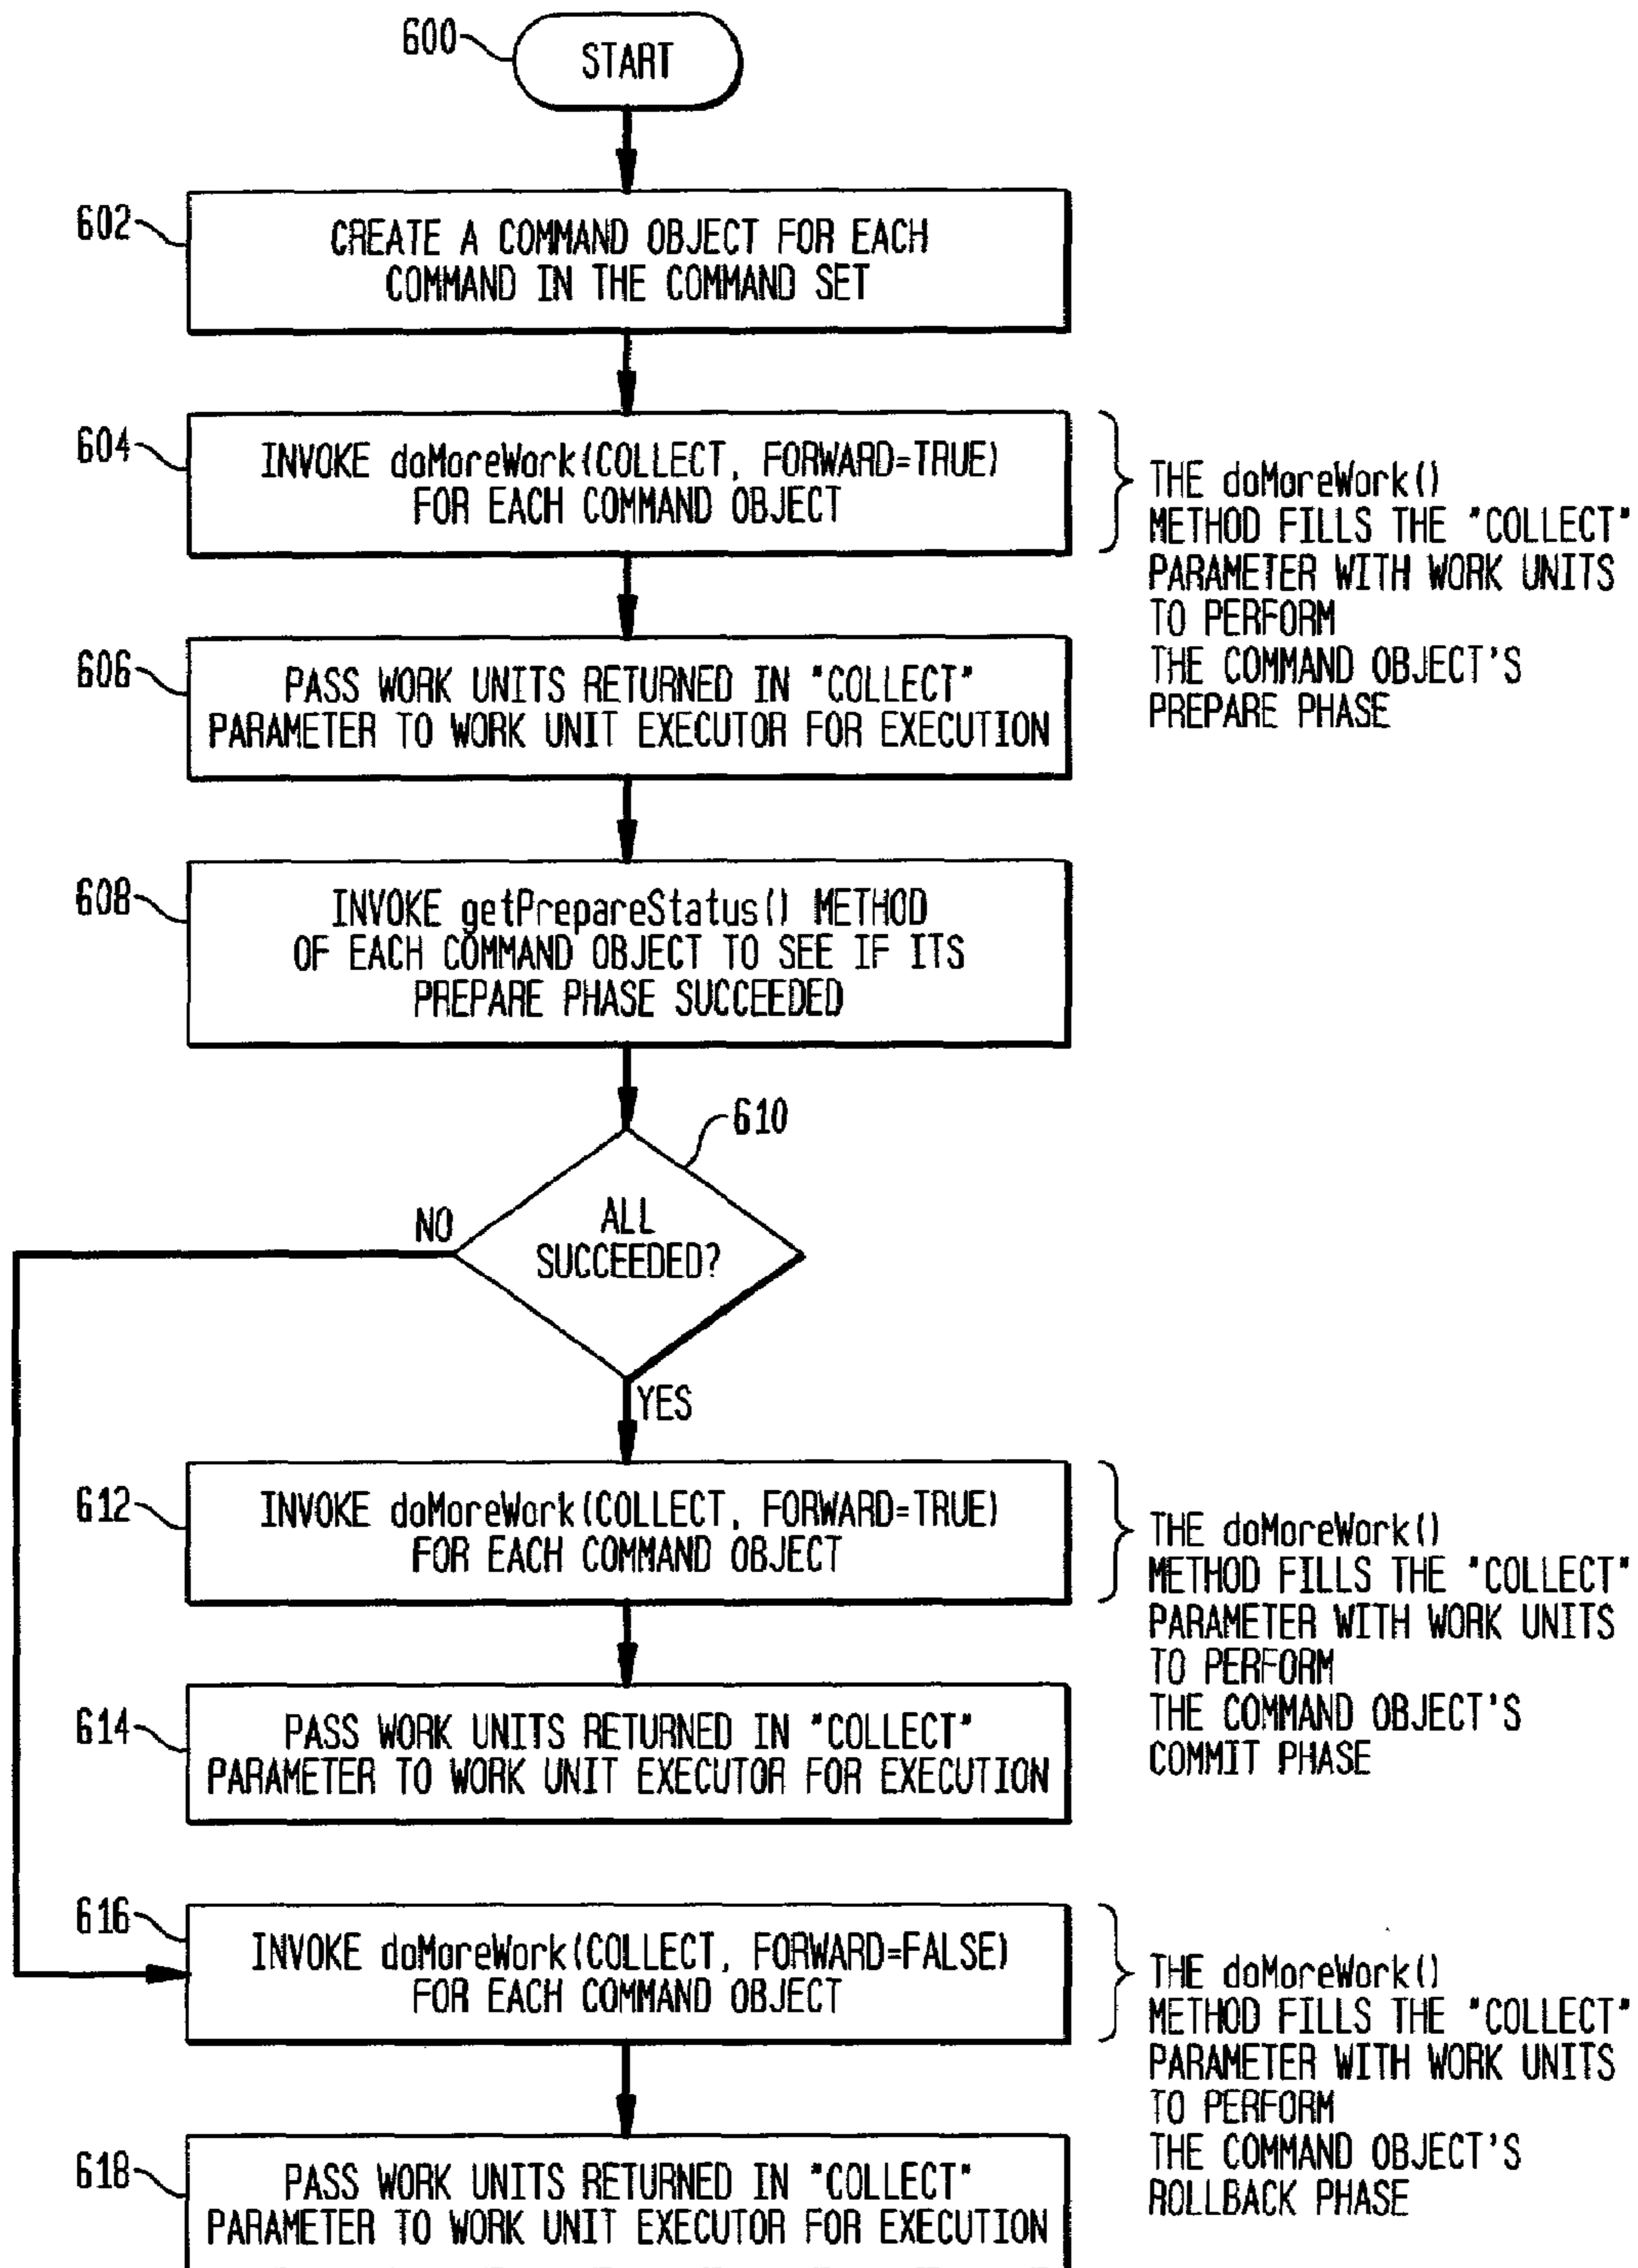 600
START
602
CREATE A COMMAND OBJECT FOR EACH
COMMAND IN THE COMMAND SET
604
INVOKE doMoreWork(COLLECT, FORWARD=TRUE)
FOR EACH COMMAND OBJECT
THE doMoreWork()
METHOD FILLS THE "COLLECT"
PARAMETER WITH WORK UNITS
TO PERFORM
THE COMMAND OBJECT'S
PREPARE PHASE
606
PASS WORK UNITS RETURNED IN "COLLECT"
PARAMETER TO WORK UNIT EXECUTOR FOR EXECUTION
608
INVOKE getPrepareStatus() METHOD
OF EACH COMMAND OBJECT TO SEE IF ITS
PREPARE PHASE SUCCEEDED
610
ALL
SUCCEEDED?
NO
YES
612
INVOKE doMoreWork(COLLECT, FORWARD=TRUE)
FOR EACH COMMAND OBJECT
THE doMoreWork()
METHOD FILLS THE "COLLECT"
PARAMETER WITH WORK UNITS
TO PERFORM
THE COMMAND OBJECT'S
COMMIT PHASE
614
PASS WORK UNITS RETURNED IN "COLLECT"
PARAMETER TO WORK UNIT EXECUTOR FOR EXECUTION
616
INVOKE doMoreWork(COLLECT, FORWARD=FALSE)
FOR EACH COMMAND OBJECT
THE doMoreWork()
METHOD FILLS THE "COLLECT"
PARAMETER WITH WORK UNITS
TO PERFORM
THE COMMAND OBJECT'S
ROLLBACK PHASE
618
PASS WORK UNITS RETURNED IN "COLLECT"
PARAMETER TO WORK UNIT EXECUTOR FOR EXECUTION